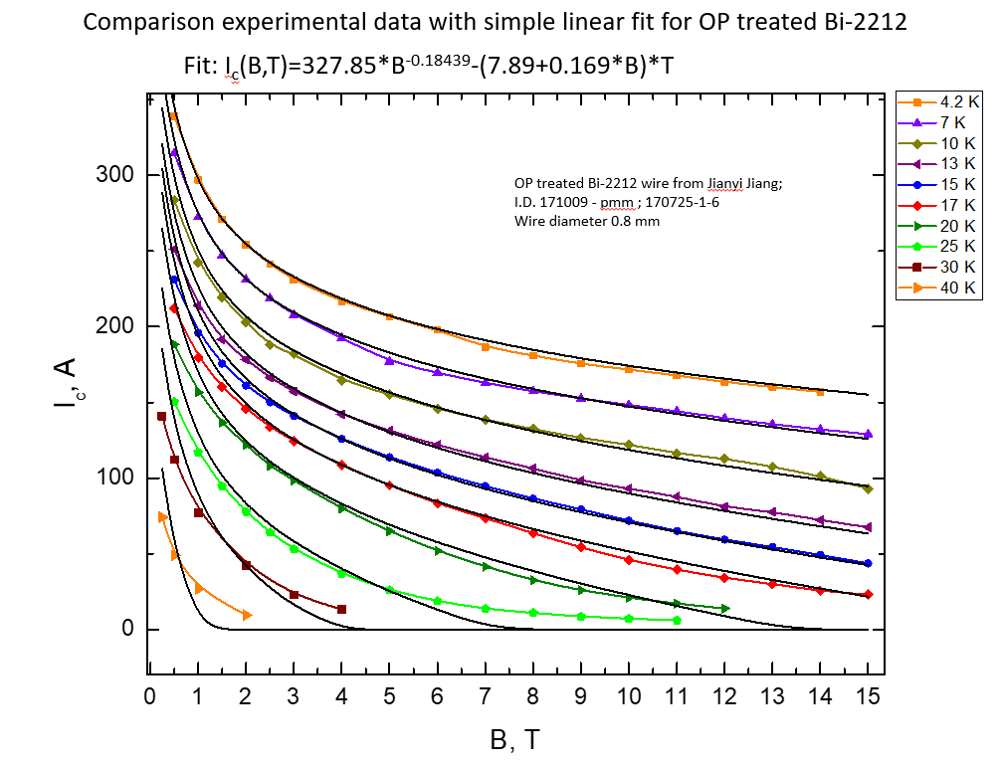 Comparison experimental data with simple linear fit for OP treated Bi-2212
Fit: Ic(B,T)=327.85*B-0.18439-(7.89+0.169*B)*T
OP treated Bi-2212 wire from Jianyi Jiang;
I.D. 171009 - pmm ; 170725-1-6
Wire diameter 0.8 mm
4.2 K
7 K
10 K
13 K
15 K
17 K
20 K
25 K
30 K
40 K
Ic, A
300
200
100
0
0 1 2 3 4 5 6 7 8 9 10 11 12 13 14 15
B, T